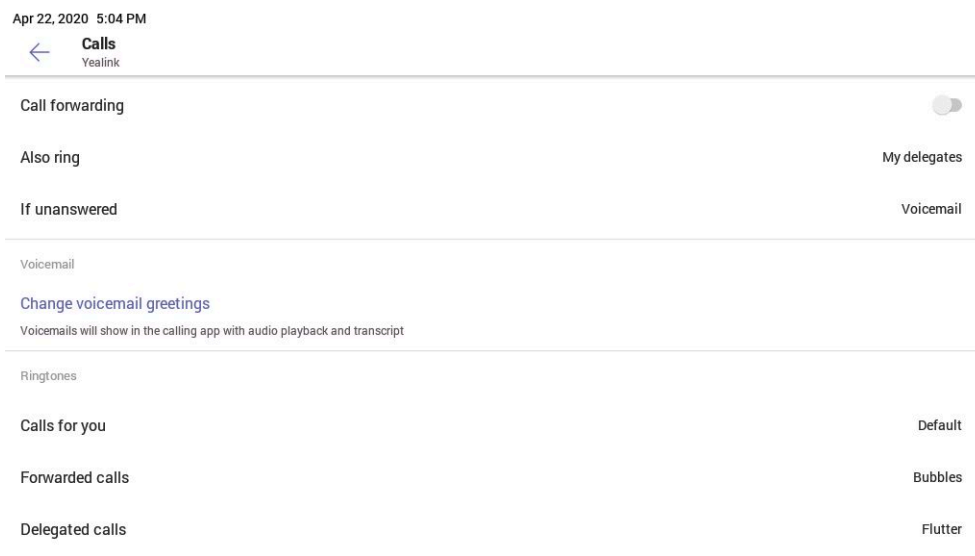 Apr 22, 2020 5:04 PM
Calls
Yealink
Call forwarding
Also ring My delegates
If unanswered Voicemail
Voicemail
Change voicemail greetings
Voicemails will show in the calling app with audio playback and transcript
Ringtones
Calls for you Default
Forwarded calls Bubbles
Delegated calls Flutter